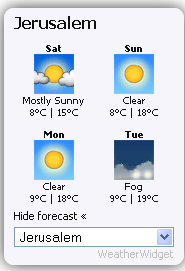 Jerusalem
Sat Sun
Mostly Sunny Clear
8°C | 15°C 8°C | 18°C
Mon Tue
Clear Fog
9°C | 18°C 9°C | 19°C
Hide forecast «
Jerusalem
WeatherWidget